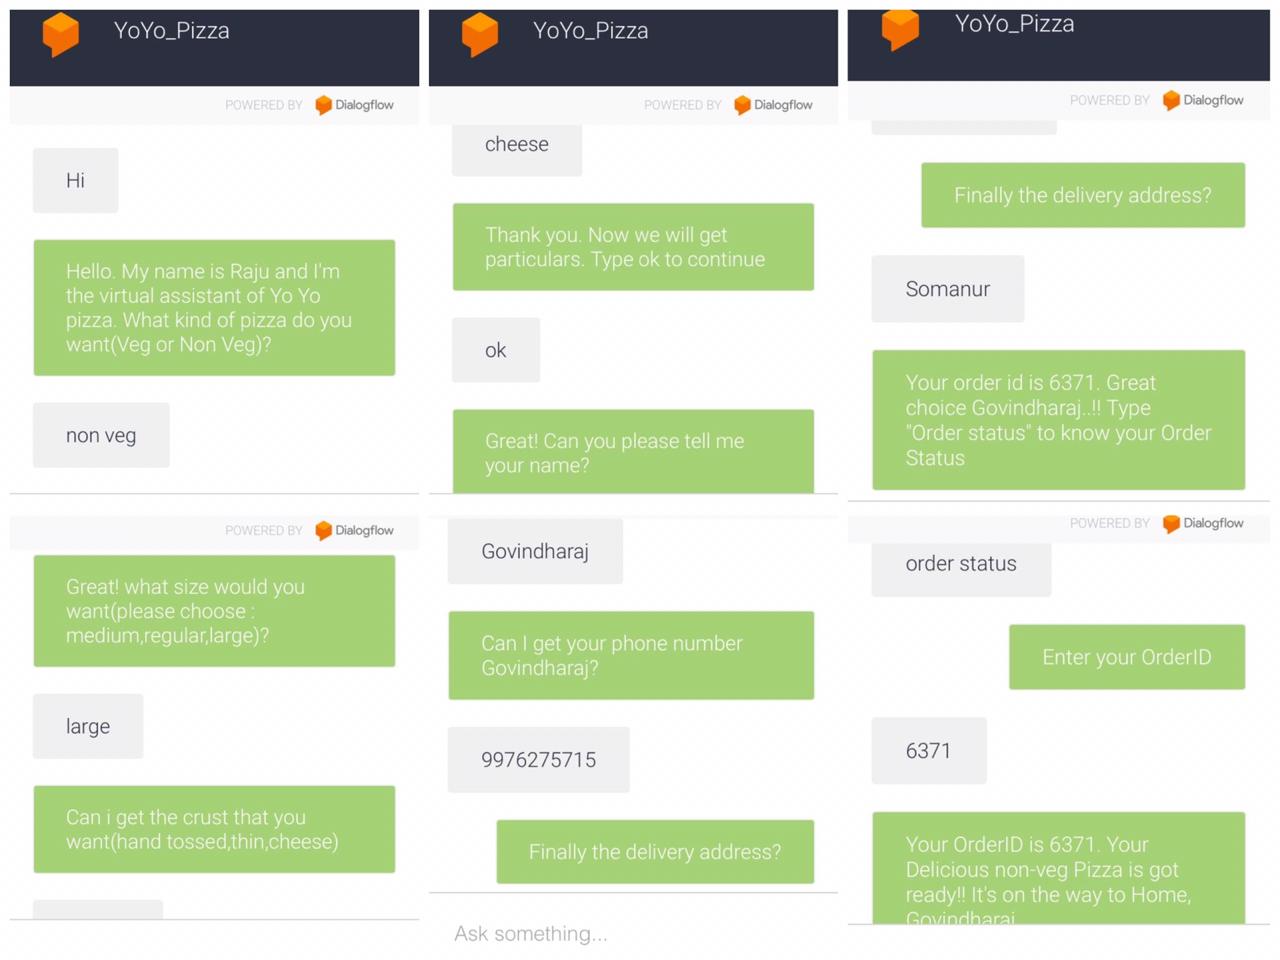 YoYo_Pizza
POWERED BY Dialogflow
Hi
Hello. My name is Raju and I'm
the virtual assistant of Yo Yo
pizza. What kind of pizza do you
want(Veg or Non Veg)?
non veg
POWERED BY Dialogflow
Great! what size would you
want(please choose :
medium,regular,large)?
large
Can i get the crust that you
want(hand tossed,thin,cheese)
YoYo_Pizza
POWERED BY Dialogflow
cheese
Thank you. Now we will get
particulars. Type ok to continue
ok
Great! Can you please tell me
your name?
Govindharaj
Can I get your phone number
Govindharaj?
9976275715
Finally the delivery address?
Ask something...
YoYo_Pizza
POWERED BY Dialogflow
Finally the delivery address?
Somanur
Your order id is 6371. Great
choice Govindharaj..!! Type
"Order status" to know your Order
Status
POWERED BY Dialogflow
order status
Enter your OrderID
6371
Your OrderID is 6371. Your
Delicious non-veg Pizza is got
ready!! It's on the way to Home,
Govindharaj